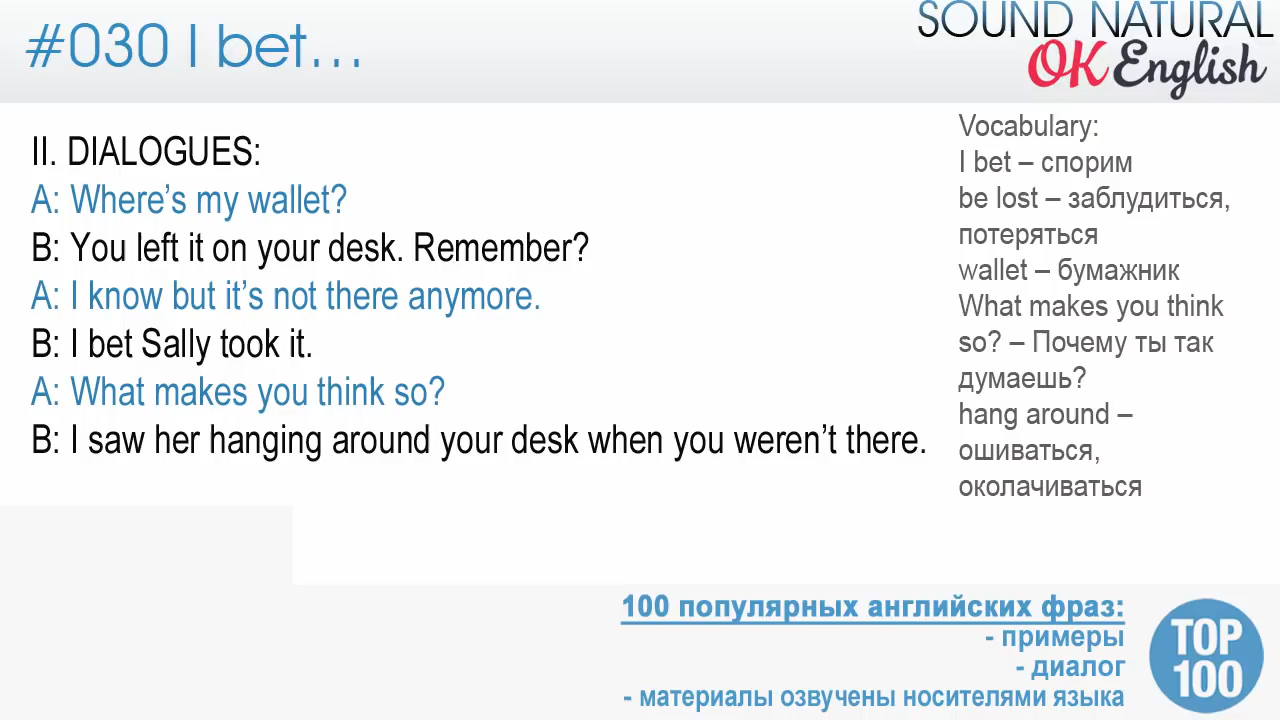 #030 I bet...
SOUND NATURAL
OK English
II. DIALOGUES:
A: Where's my wallet?
B: You left it on your desk. Remember?
A: I know but it's not there anymore.
B: I bet Sally took it.
A: What makes you think so?
B: I saw her hanging around your desk when you weren't there.
Vocabulary:
I bet – спорим
be lost – заблудиться,
потеряться
wallet – бумажник
What makes you think
so? – Почему ты так
думаешь?
hang around –
ошиваться,
околачиваться
100 популярных английских фраз:
- примеры
- диалог
- материалы озвучены носителями языка
TOP
100